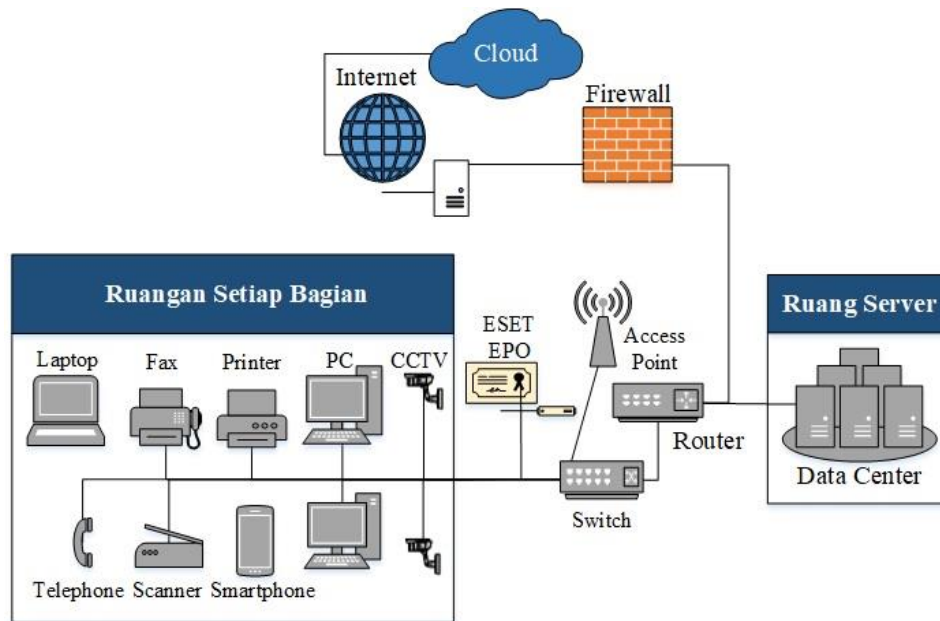 Cloud
Internet
Firewall
Ruangan Setiap Bagian
Ruang Server
ESET
EPO
Access
Point
Laptop
Fax
Printer
PC
CCTV
Router
Data Center
Switch
Telephone
Scanner
Smartphone